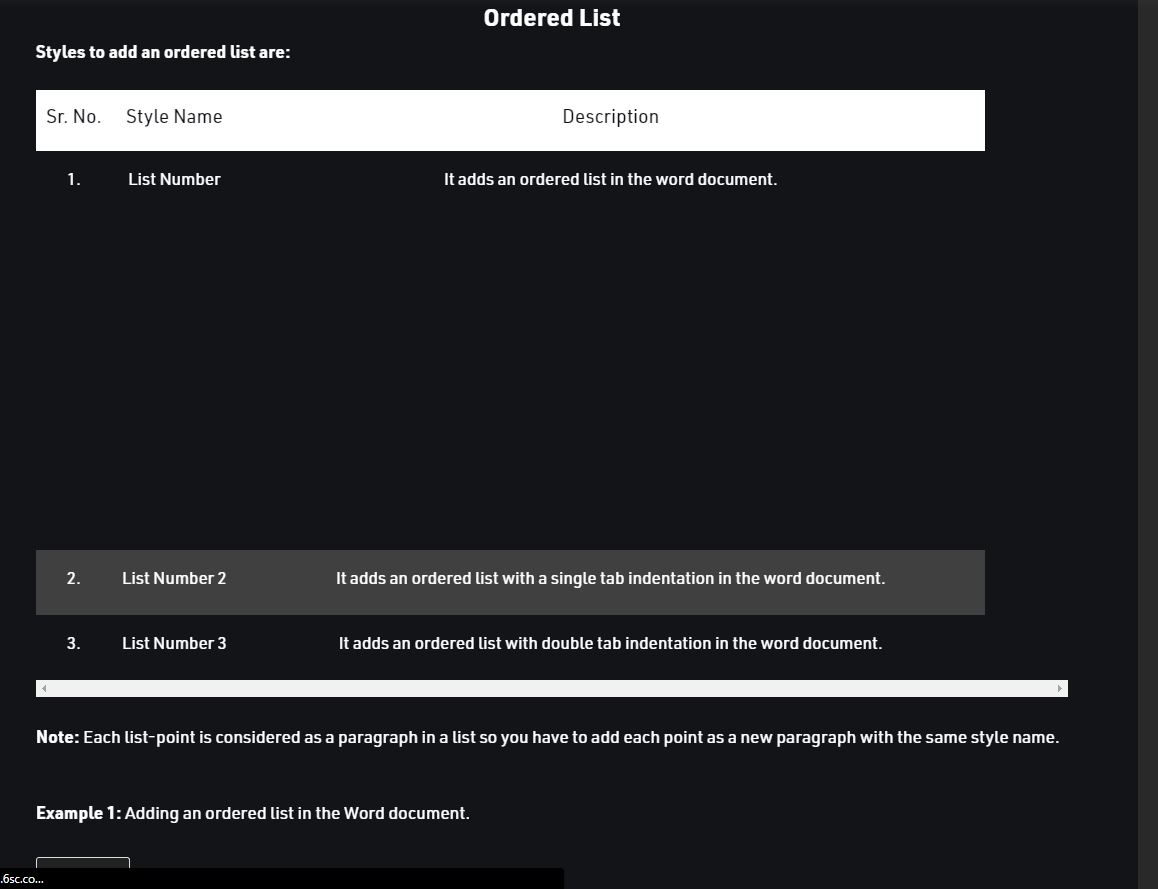 Ordered List
Styles to add an ordered list are:
Sr. No. Style Name Description
1. List Number It adds an ordered list in the word document.
2. List Number 2 It adds an ordered list with a single tab indentation in the word document.
3. List Number 3 It adds an ordered list with double tab indentation in the word document.
Note: Each list-point is considered as a paragraph in a list so you have to add each point as a new paragraph with the same style name.
Example 1: Adding an ordered list in the Word document.
.6sc.co...